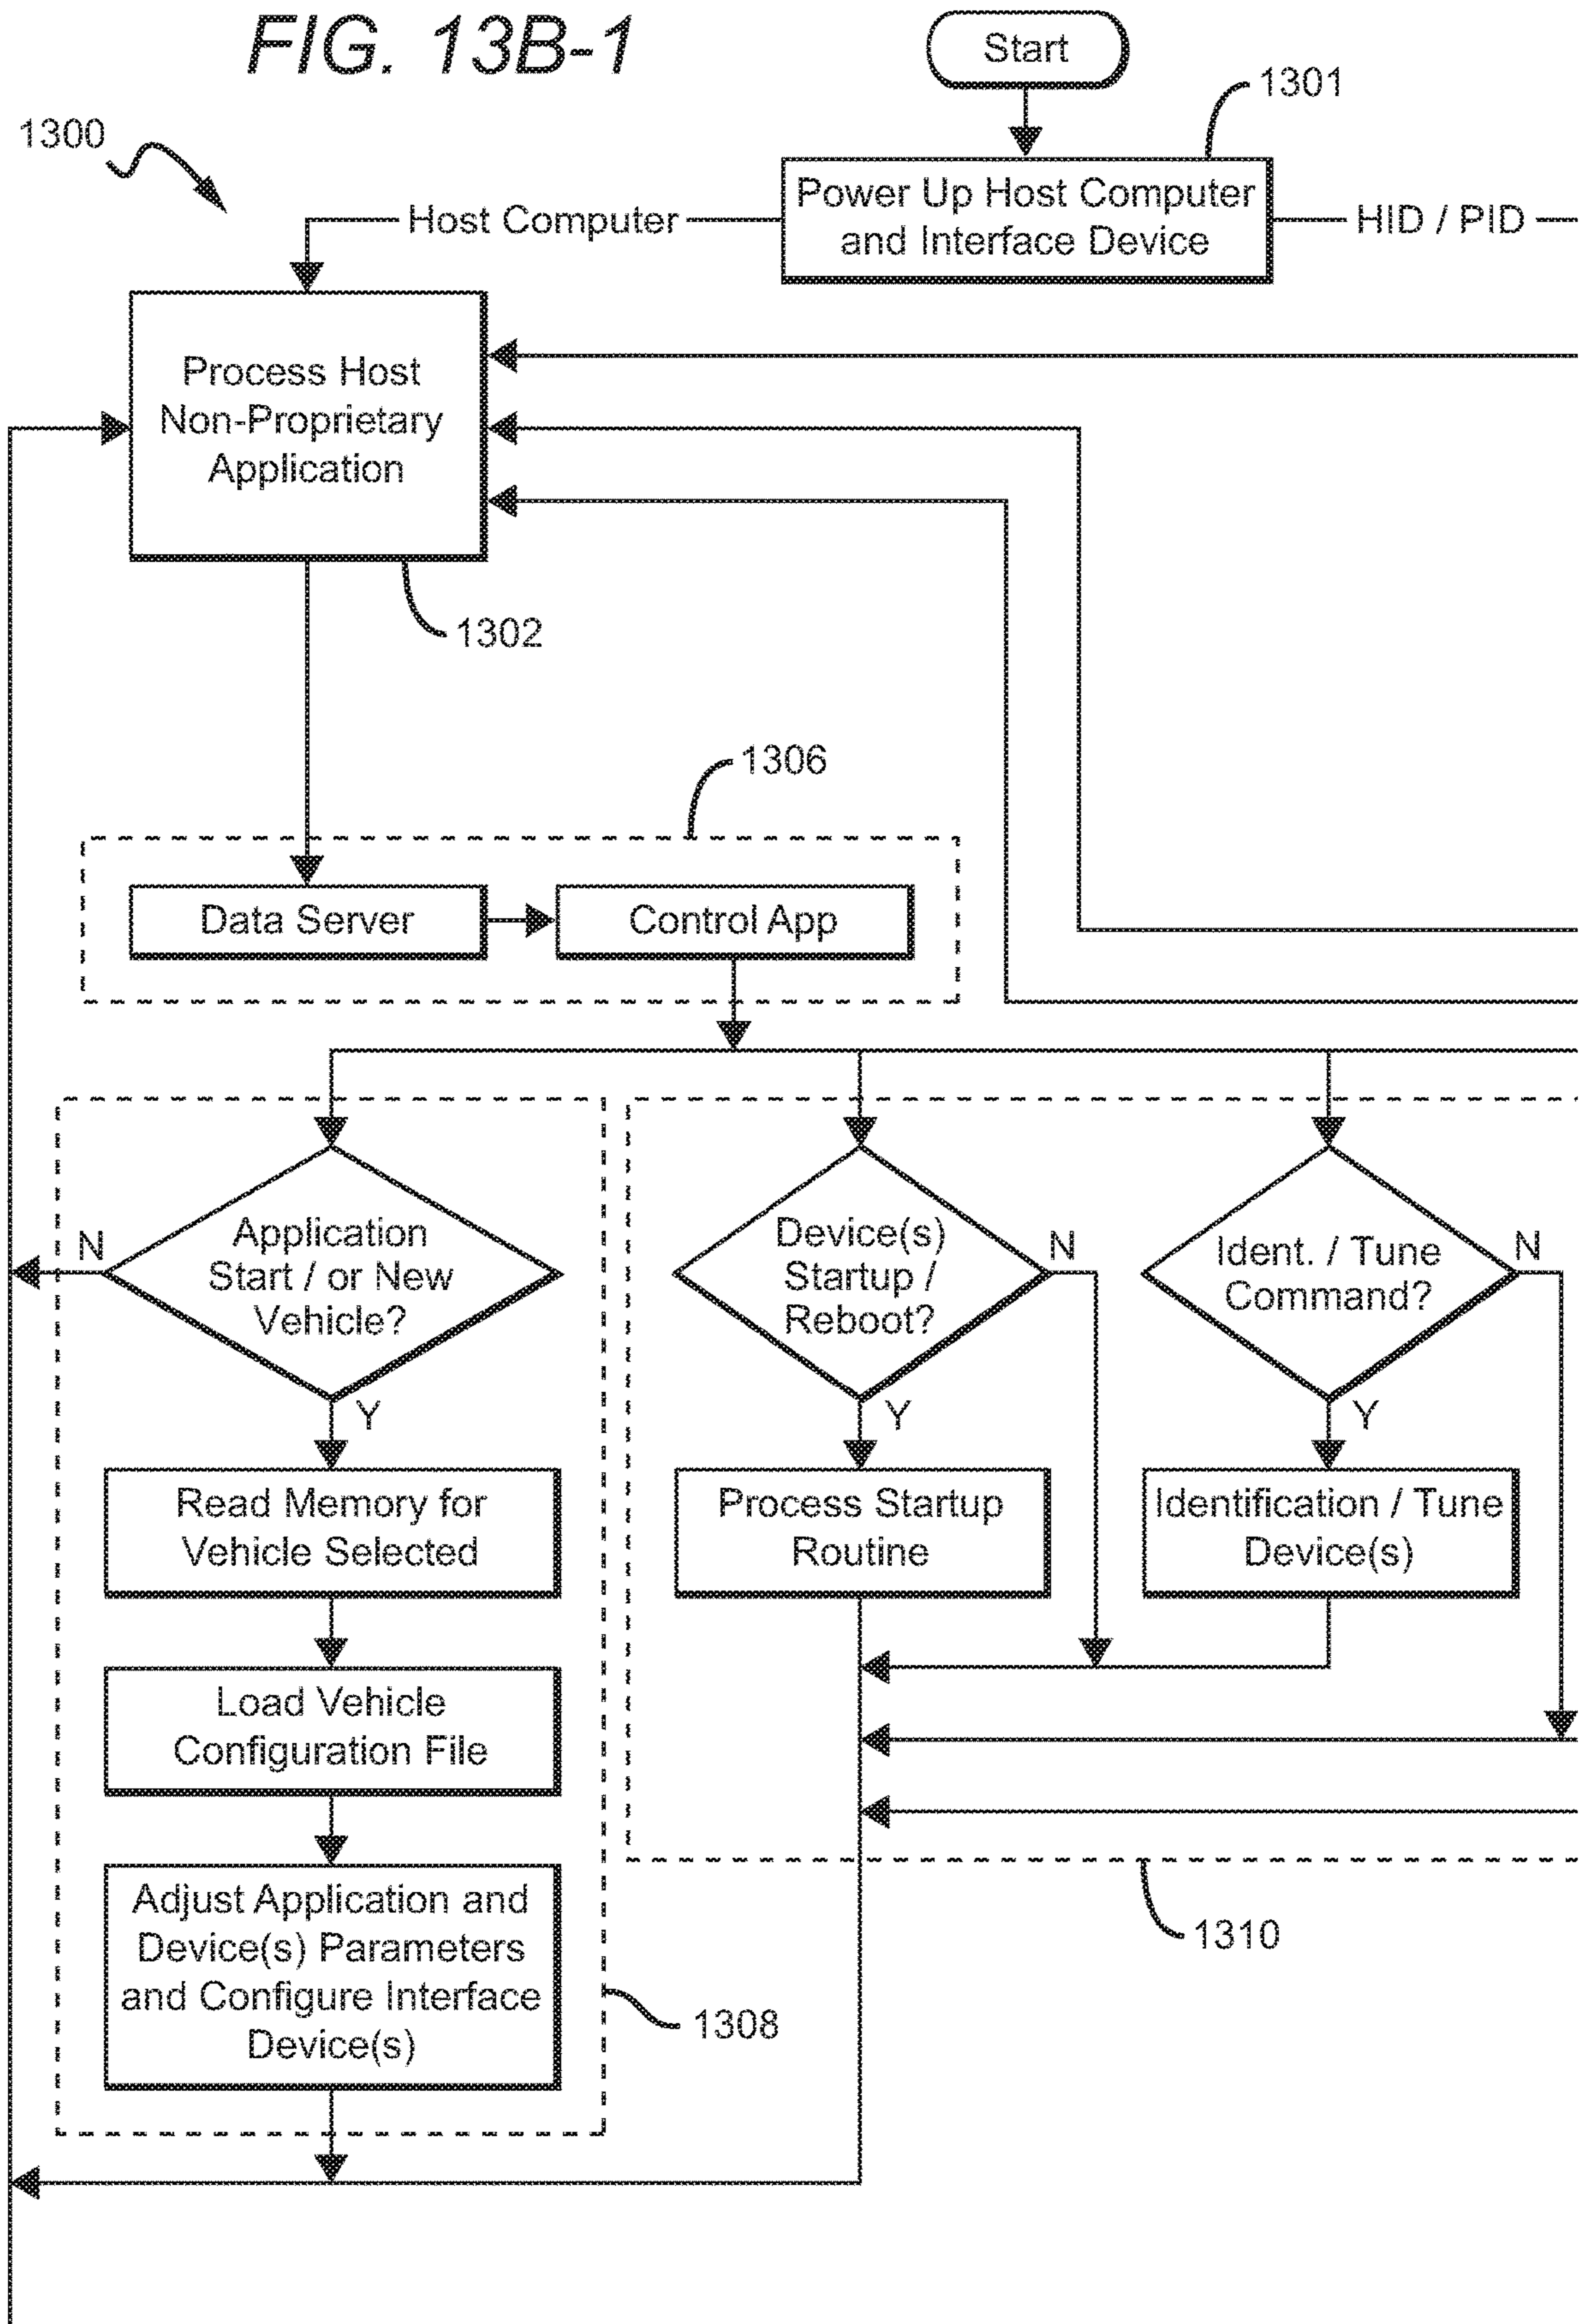 FIG. 13B-1
Start
1301
1300
Power Up Host Computer
and Interface Device
Host Computer
HID / PID
Process Host
Non-Proprietary
Application
1302
1306
Data Server
Control App
Application
Start / or New
Vehicle?
N
Y
Device(s)
Startup /
Reboot?
N
Y
Ident. / Tune
Command?
N
Y
Read Memory for
Vehicle Selected
Process Startup
Routine
Identification / Tune
Device(s)
Load Vehicle
Configuration File
Adjust Application and
Device(s) Parameters
and Configure Interface
Device(s)
1310
1308